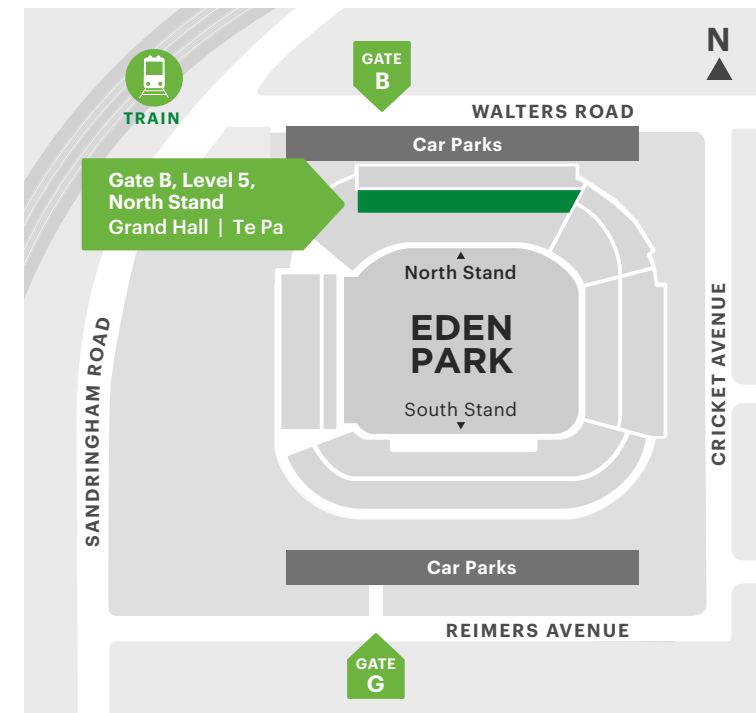 N
GATE
B
TRAIN
WALTERS ROAD
Car Parks
Gate B, Level 5,
North Stand
Grand Hall | Te Pa
North Stand
EDEN
PARK
South Stand
SANDRINGHAM ROAD
CRICKET AVENUE
Car Parks
REIMERS AVENUE
GATE
G